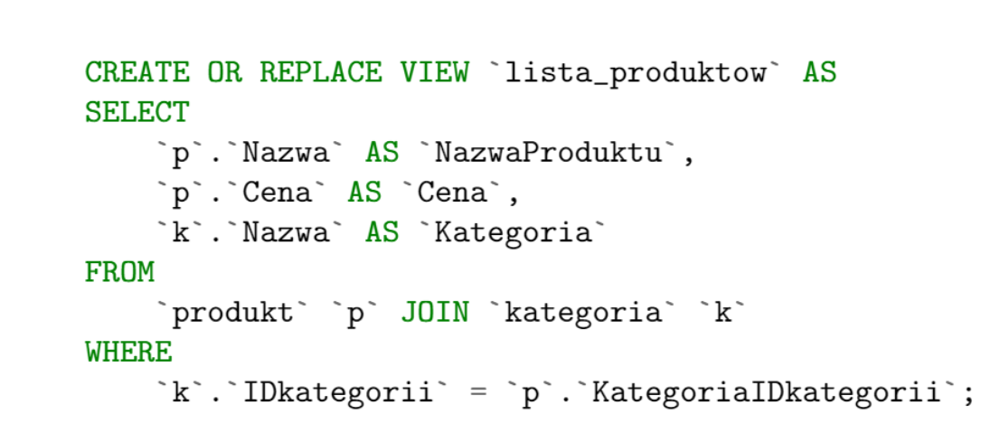 CREATE OR REPLACE VIEW `lista_produktow` AS
SELECT
    `p`.`Nazwa` AS `NazwaProduktu`,
    `p`.`Cena` AS `Cena`,
    `k`.`Nazwa` AS `Kategoria`
FROM
    `produkt` `p` JOIN `kategoria` `k`
WHERE
    `k`.`IDkategorii` = `p`.`KategoriaIDkategorii`;